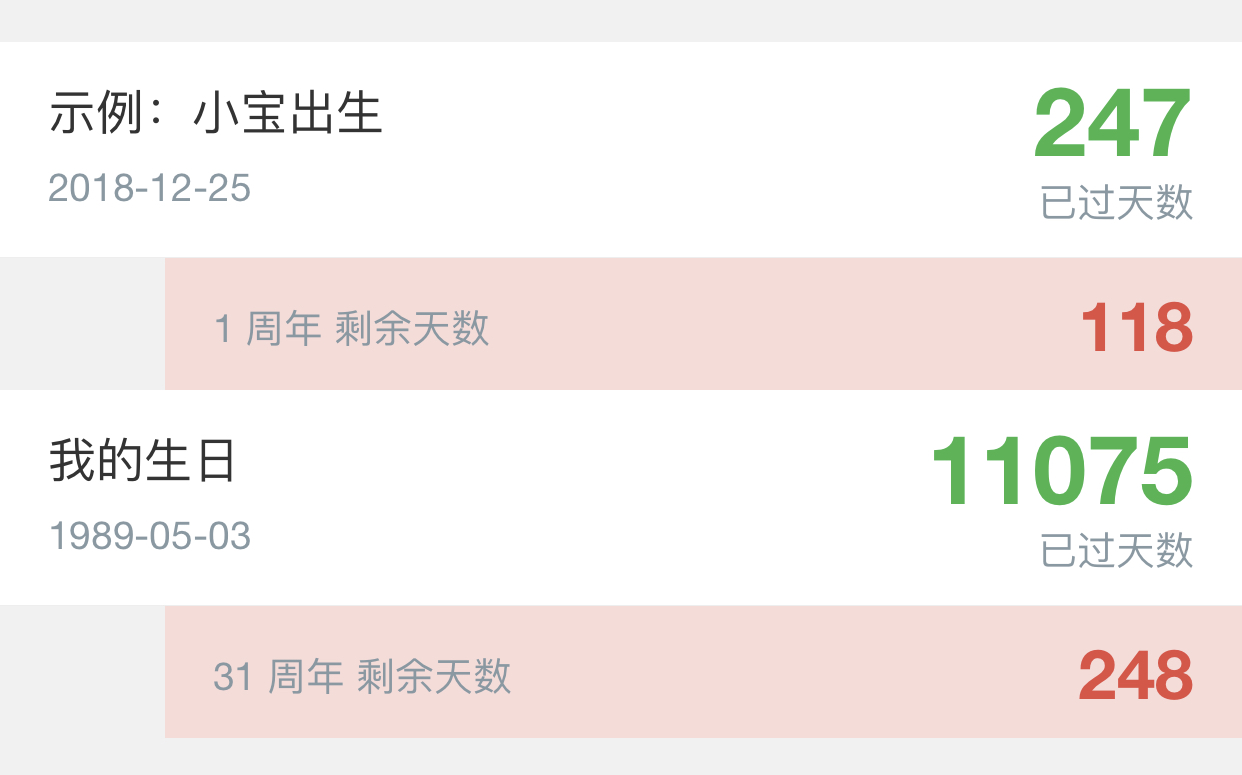 示例：小宝出生
247
2018-12-25
已过天数
1 周年 剩余天数
118
我的生日
11075
1989-05-03
已过天数
31 周年 剩余天数
248